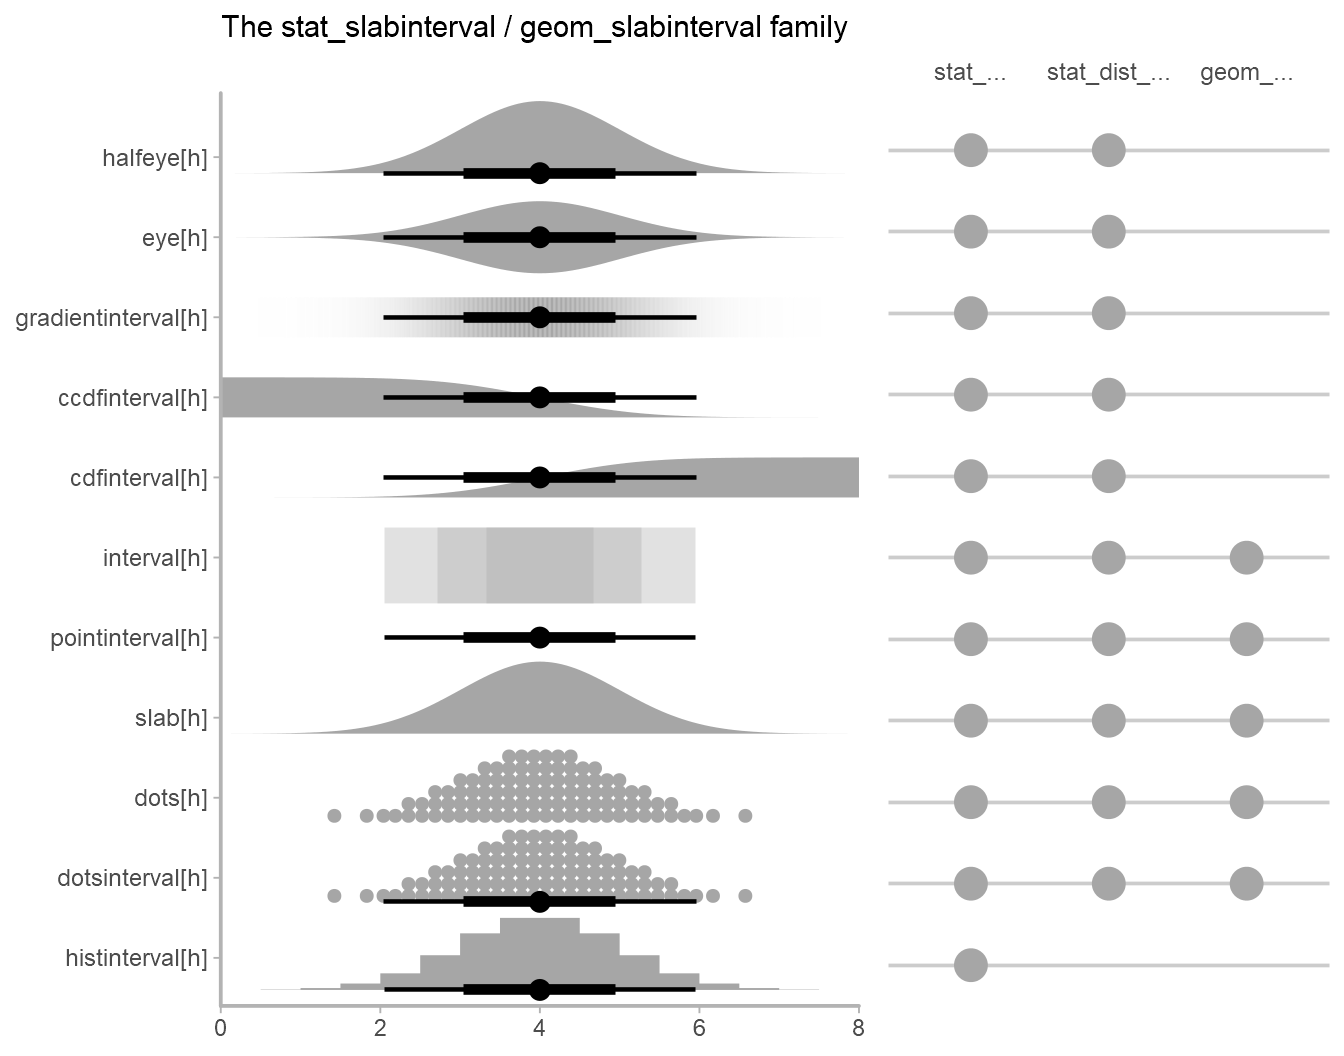 The stat_slabinterval / geom_slabinterval family
stat_... stat_dist_... geom_...
halfeye[h]
eye[h]
gradientinterval[h]
ccdfinterval[h]
cdfinterval[h]
interval[h]
pointinterval[h]
slab[h]
dots[h]
dotsinterval[h]
histinterval[h]
0 2 4 6 8